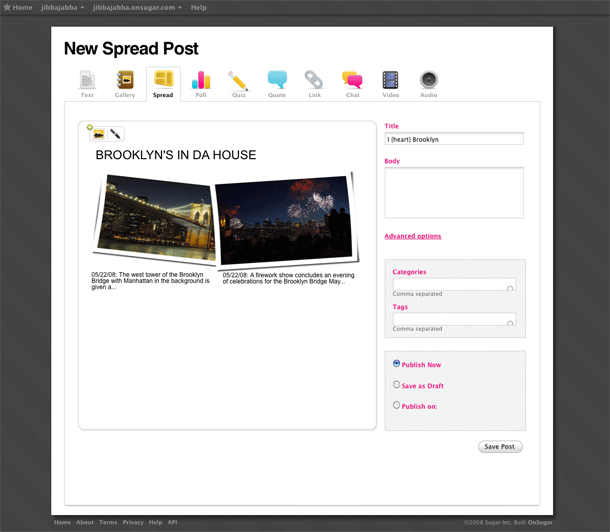 Home jibbajabba jibbajabba.onsugar.com Help
New Spread Post
Text Gallery Spread Poll Quiz Quote Link Chat Video Audio
BROOKLYN'S IN DA HOUSE
05/22/08: The west tower of the Brooklyn
Bridge with Manhattan in the background is
given a...
05/22/08: A firework show concludes an evening
of celebrations for the Brooklyn Bridge May...
Title
I (heart) Brooklyn
Body
Advanced options
Categories
Comma separated
Tags
Comma separated
Publish Now
Save as Draft
Publish on:
Save Post
Home About Terms Privacy Help API
©2008 Sugar Inc. Built OnSugar